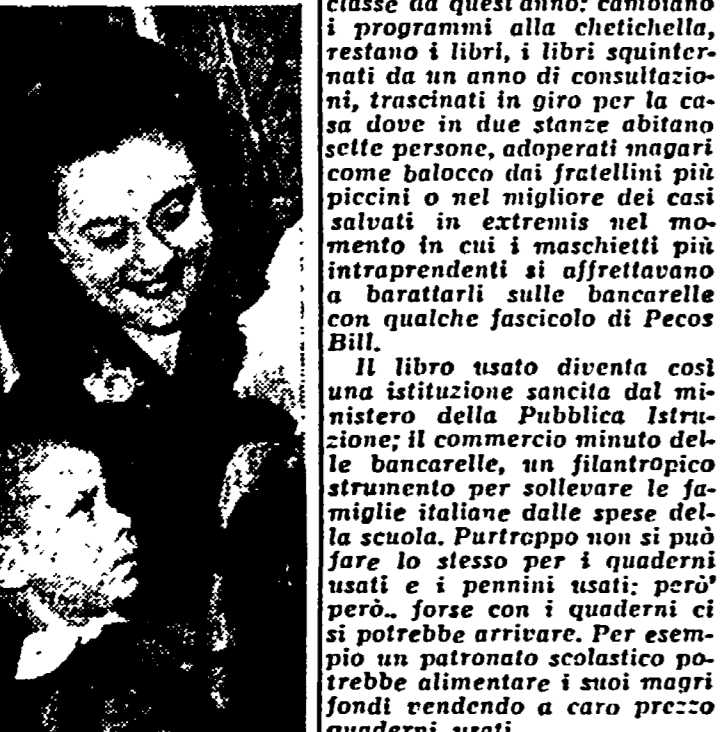 classe da quest'anno: cambiano
i programmi alla chetichella,
restano i libri, i libri squinter-
nati da un anno di consultazio-
ni, trascinati in giro per la ca-
sa dove in due stanze abitano
sette persone, adoperati magari
come balocco dai fratellini più
piccini o nel migliore dei casi
salvati in extremis nel mo-
mento in cui i maschietti più
intraprendenti si affrettavano
a barattarli sulle bancarelle
con qualche fascicolo di Pecos
Bill.
Il libro usato diventa così
una istituzione sancita dal mi-
nistero della Pubblica Istru-
zione; il commercio minuto del-
le bancarelle, un filantropico
strumento per sollevare le fa-
miglie italiane dalle spese del-
la scuola. Purtroppo non si può
fare lo stesso per i quaderni
usati e i pennini usati: però'
però.. forse con i quaderni ci
si potrebbe arrivare. Per esem-
pio un patronato scolastico po-
trebbe alimentare i suoi magri
fondi vendendo a caro prezzo
quaderni usati